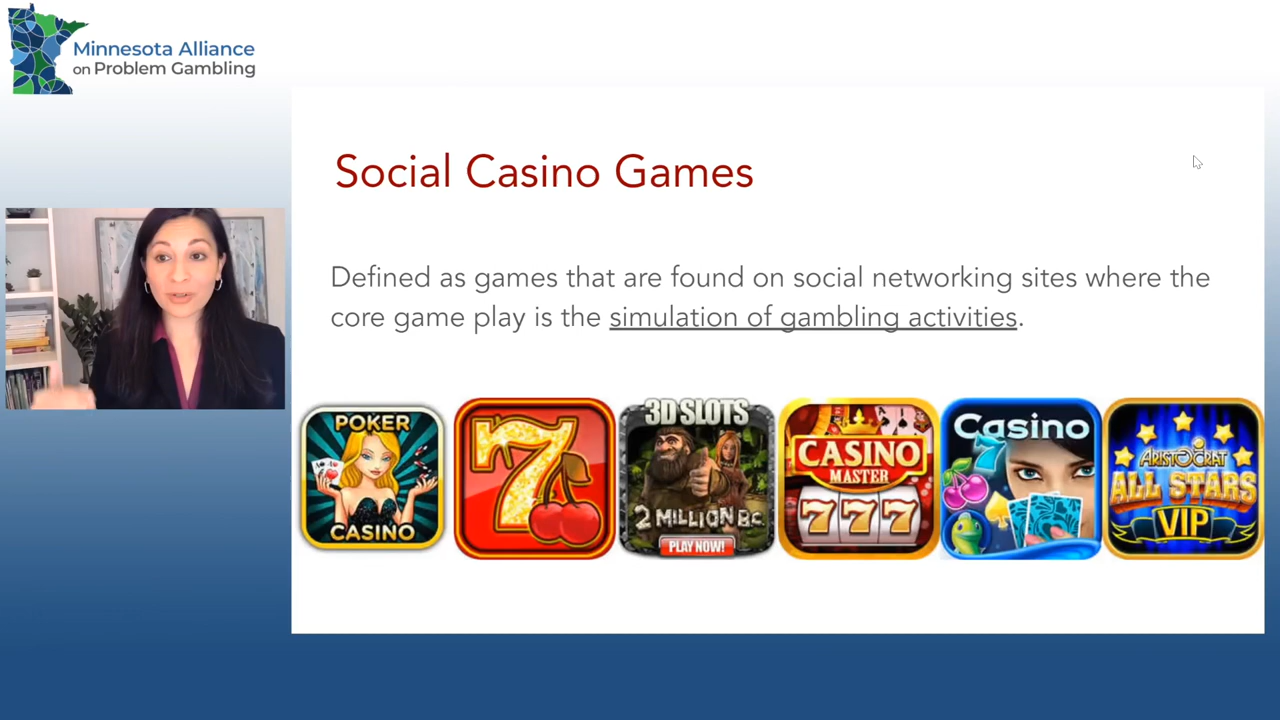 Minnesota Alliance
on Problem Gambling
Social Casino Games
Defined as games that are found on social networking sites where the
core game play is the simulation of gambling activities.
POKER
CASINO
7
3D SLOTS
2 MILLION B.C.
PLAY NOW!
CASINO
MASTER
777
Casino
7
ARISTOCRAT
ALL STARS
VIP